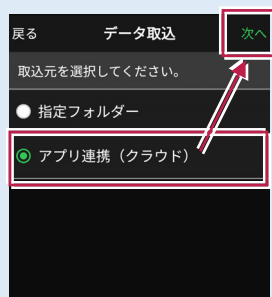 戻る データ取込 次へ
取込元を選択してください。
指定フォルダー
アプリ連携（クラウド）